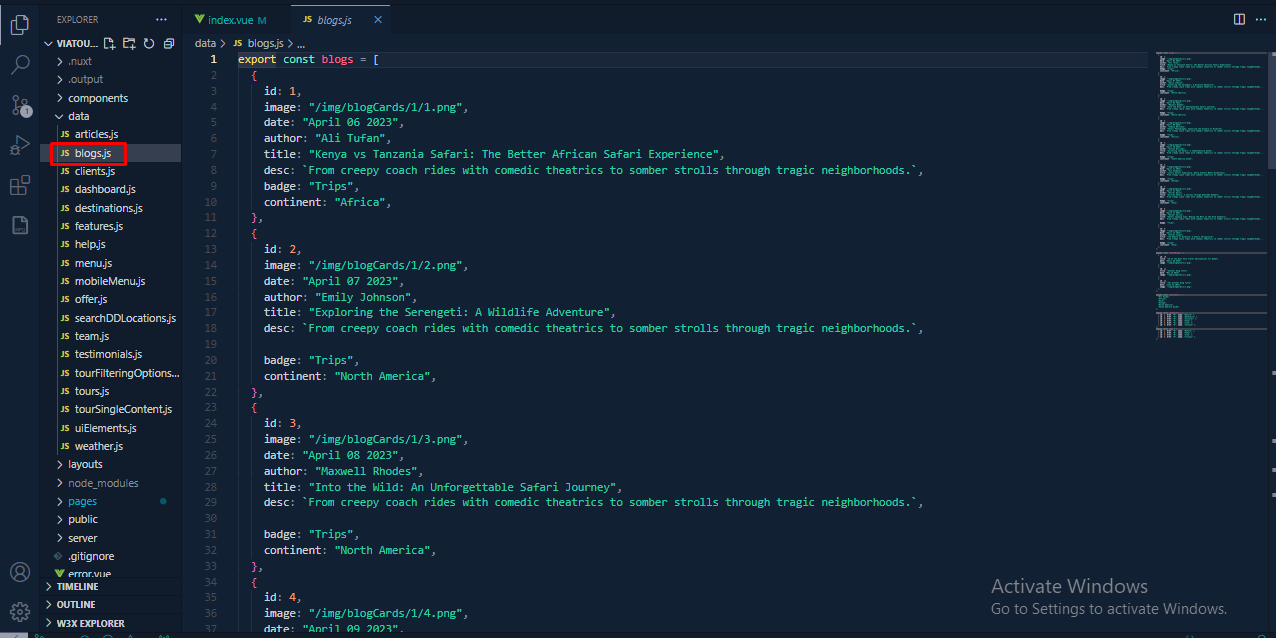 EXPLORER
···
index.vue M
JS blogs.js
VIATOU...
data > JS blogs.js > ...
.nuxt
.output
components
data
JS articles.js
JS blogs.js
JS clients.js
JS dashboard.js
JS destinations.js
JS features.js
JS help.js
JS menu.js
JS mobileMenu.js
JS offer.js
JS searchDDLocations.js
JS team.js
JS testimonials.js
JS tourFilteringOptions...
JS tours.js
JS tourSingleContent.js
JS uiElements.js
JS weather.js
layouts
node_modules
pages
public
server
.gitignore
error.vue
TIMELINE
OUTLINE
W3X EXPLORER
1
1 export const blogs = [
2 {
3 id: 1,
4 image: "/img/blogCards/1/1.png",
5 date: "April 06 2023",
6 author: "Ali Tufan",
7 title: "Kenya vs Tanzania Safari: The Better African Safari Experience",
8 desc: `From creepy coach rides with comedic theatrics to somber strolls through tragic neighborhoods.`,
9 badge: "Trips",
10 continent: "Africa",
11 },
12 {
13 id: 2,
14 image: "/img/blogCards/1/2.png",
15 date: "April 07 2023",
16 author: "Emily Johnson",
17 title: "Exploring the Serengeti: A Wildlife Adventure",
18 desc: `From creepy coach rides with comedic theatrics to somber strolls through tragic neighborhoods.`,
19
20 badge: "Trips",
21 continent: "North America",
22 },
23 {
24 id: 3,
25 image: "/img/blogCards/1/3.png",
26 date: "April 08 2023",
27 author: "Maxwell Rhodes",
28 title: "Into the Wild: An Unforgettable Safari Journey",
29 desc: `From creepy coach rides with comedic theatrics to somber strolls through tragic neighborhoods.`,
30
31 badge: "Trips",
32 continent: "North America",
33 },
34 {
35 id: 4,
36 image: "/img/blogCards/1/4.png",
37 date: "April 09 2023",
Activate Windows
Go to Settings to activate Windows.